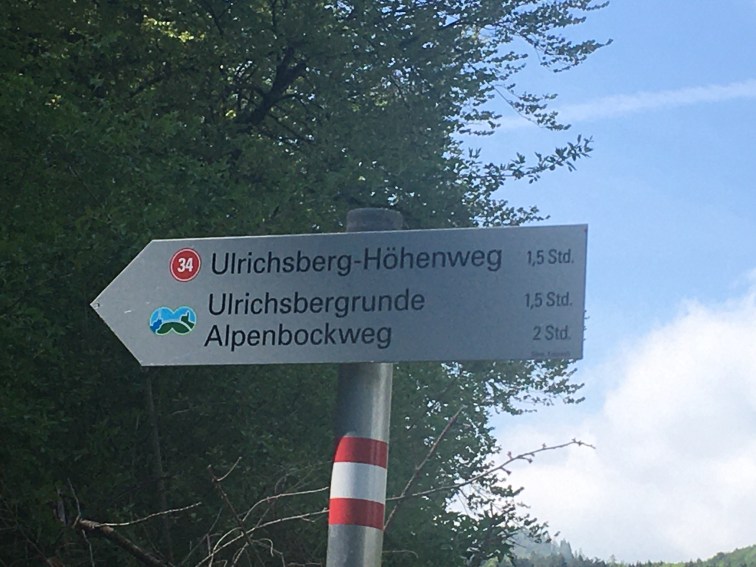 34 Ulrichsberg-Höhenweg 1,5 Std.
Ulrichsbergrunde 1,5 Std.
Alpenbockweg 2 Std.